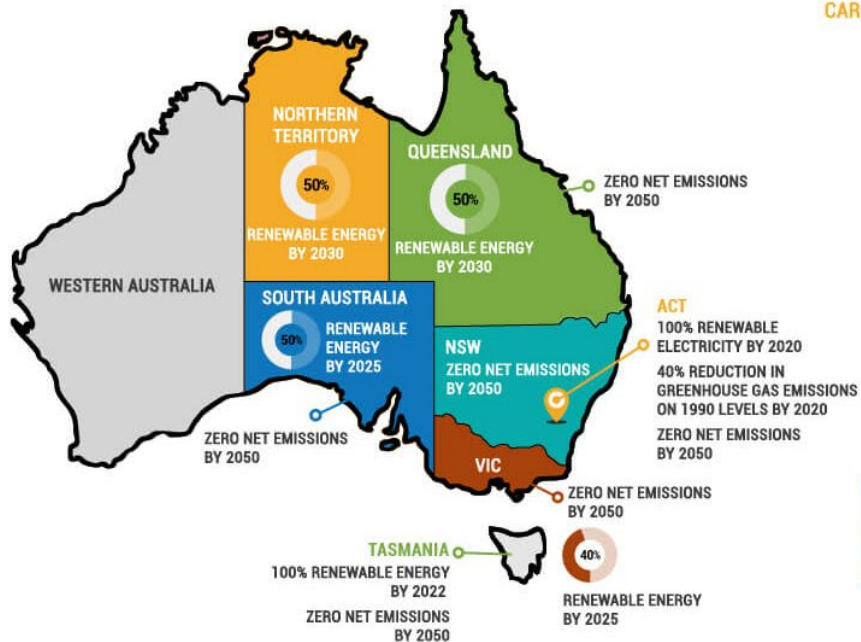 CAR
NORTHERN
TERRITORY
50%
RENEWABLE ENERGY
BY 2030
QUEENSLAND
50%
RENEWABLE ENERGY
BY 2030
ZERO NET EMISSIONS
BY 2050
WESTERN AUSTRALIA
SOUTH AUSTRALIA
50%
RENEWABLE
ENERGY
BY 2025
ZERO NET EMISSIONS
BY 2050
NSW
ZERO NET EMISSIONS
BY 2050
ACT
100% RENEWABLE
ELECTRICITY BY 2020
40% REDUCTION IN
GREENHOUSE GAS EMISSIONS
ON 1990 LEVELS BY 2020
ZERO NET EMISSIONS
BY 2050
VIC
ZERO NET EMISSIONS
BY 2050
40%
RENEWABLE ENERGY
BY 2025
TASMANIA
100% RENEWABLE ENERGY
BY 2022
ZERO NET EMISSIONS
BY 2050